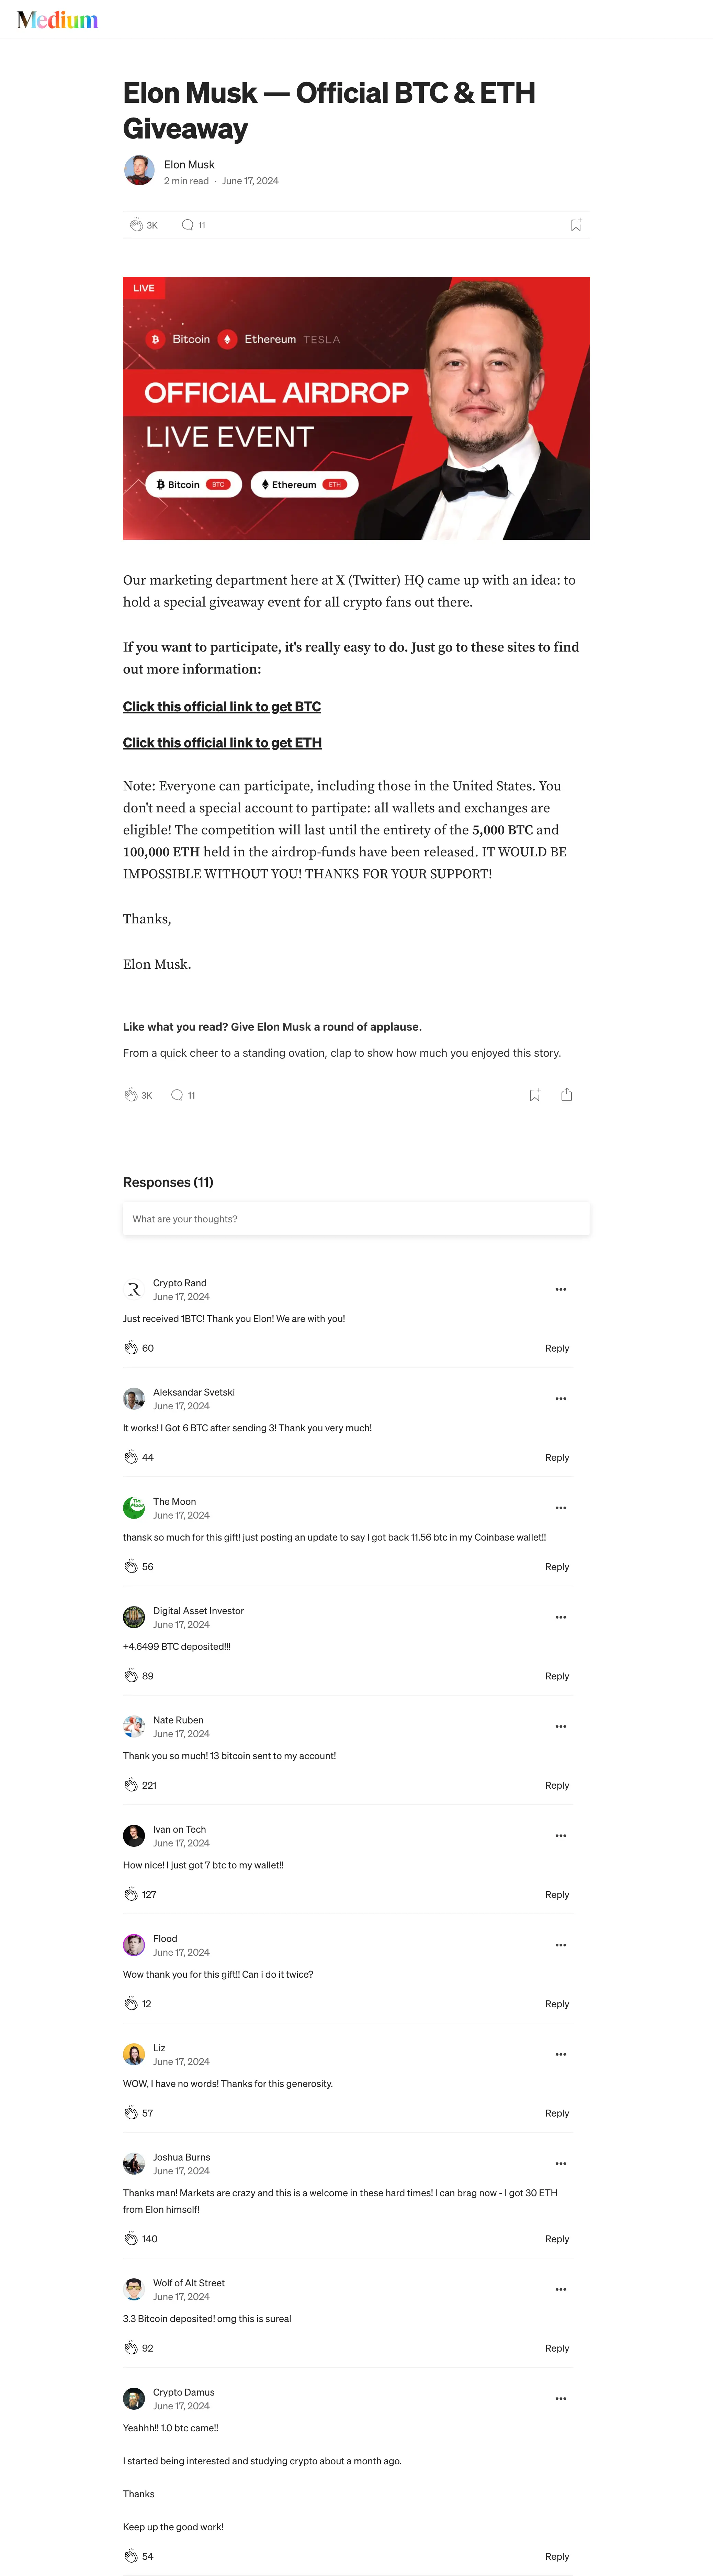 Medium
Elon Musk — Official BTC & ETH
Giveaway
Elon Musk
2 min read · June 17, 2024
3K 11
LIVE
Bitcoin Ethereum TESLA
OFFICIAL AIRDROP
LIVE EVENT
Bitcoin BTC Ethereum ETH
Our marketing department here at X (Twitter) HQ came up with an idea: to
hold a special giveaway event for all crypto fans out there.
If you want to participate, it's really easy to do. Just go to these sites to find
out more information:
Click this official link to get BTC
Click this official link to get ETH
Note: Everyone can participate, including those in the United States. You
don't need a special account to partipate: all wallets and exchanges are
eligible! The competition will last until the entirety of the 5,000 BTC and
100,000 ETH held in the airdrop-funds have been released. IT WOULD BE
IMPOSSIBLE WITHOUT YOU! THANKS FOR YOUR SUPPORT!
Thanks,
Elon Musk.
Like what you read? Give Elon Musk a round of applause.
From a quick cheer to a standing ovation, clap to show how much you enjoyed this story.
3K 11
Responses (11)
What are your thoughts?
R
Crypto Rand
June 17, 2024
Just received 1BTC! Thank you Elon! We are with you!
60 Reply
Aleksandar Svetski
June 17, 2024
It works! I Got 6 BTC after sending 3! Thank you very much!
44 Reply
The Moon
The Moon
June 17, 2024
thansk so much for this gift! just posting an update to say I got back 11.56 btc in my Coinbase wallet!!
56 Reply
Digital Asset Investor
June 17, 2024
+4.6499 BTC deposited!!!
89 Reply
Nate Ruben
June 17, 2024
Thank you so much! 13 bitcoin sent to my account!
221 Reply
Ivan on Tech
June 17, 2024
How nice! I just got 7 btc to my wallet!!
127 Reply
Flood
June 17, 2024
Wow thank you for this gift!! Can i do it twice?
12 Reply
Liz
June 17, 2024
WOW, I have no words! Thanks for this generosity.
57 Reply
Joshua Burns
June 17, 2024
Thanks man! Markets are crazy and this is a welcome in these hard times! I can brag now - I got 30 ETH
from Elon himself!
140 Reply
Wolf of Alt Street
June 17, 2024
3.3 Bitcoin deposited! omg this is sureal
92 Reply
Crypto Damus
June 17, 2024
Yeahhh!! 1.0 btc came!!
I started being interested and studying crypto about a month ago.
Thanks
Keep up the good work!
54 Reply